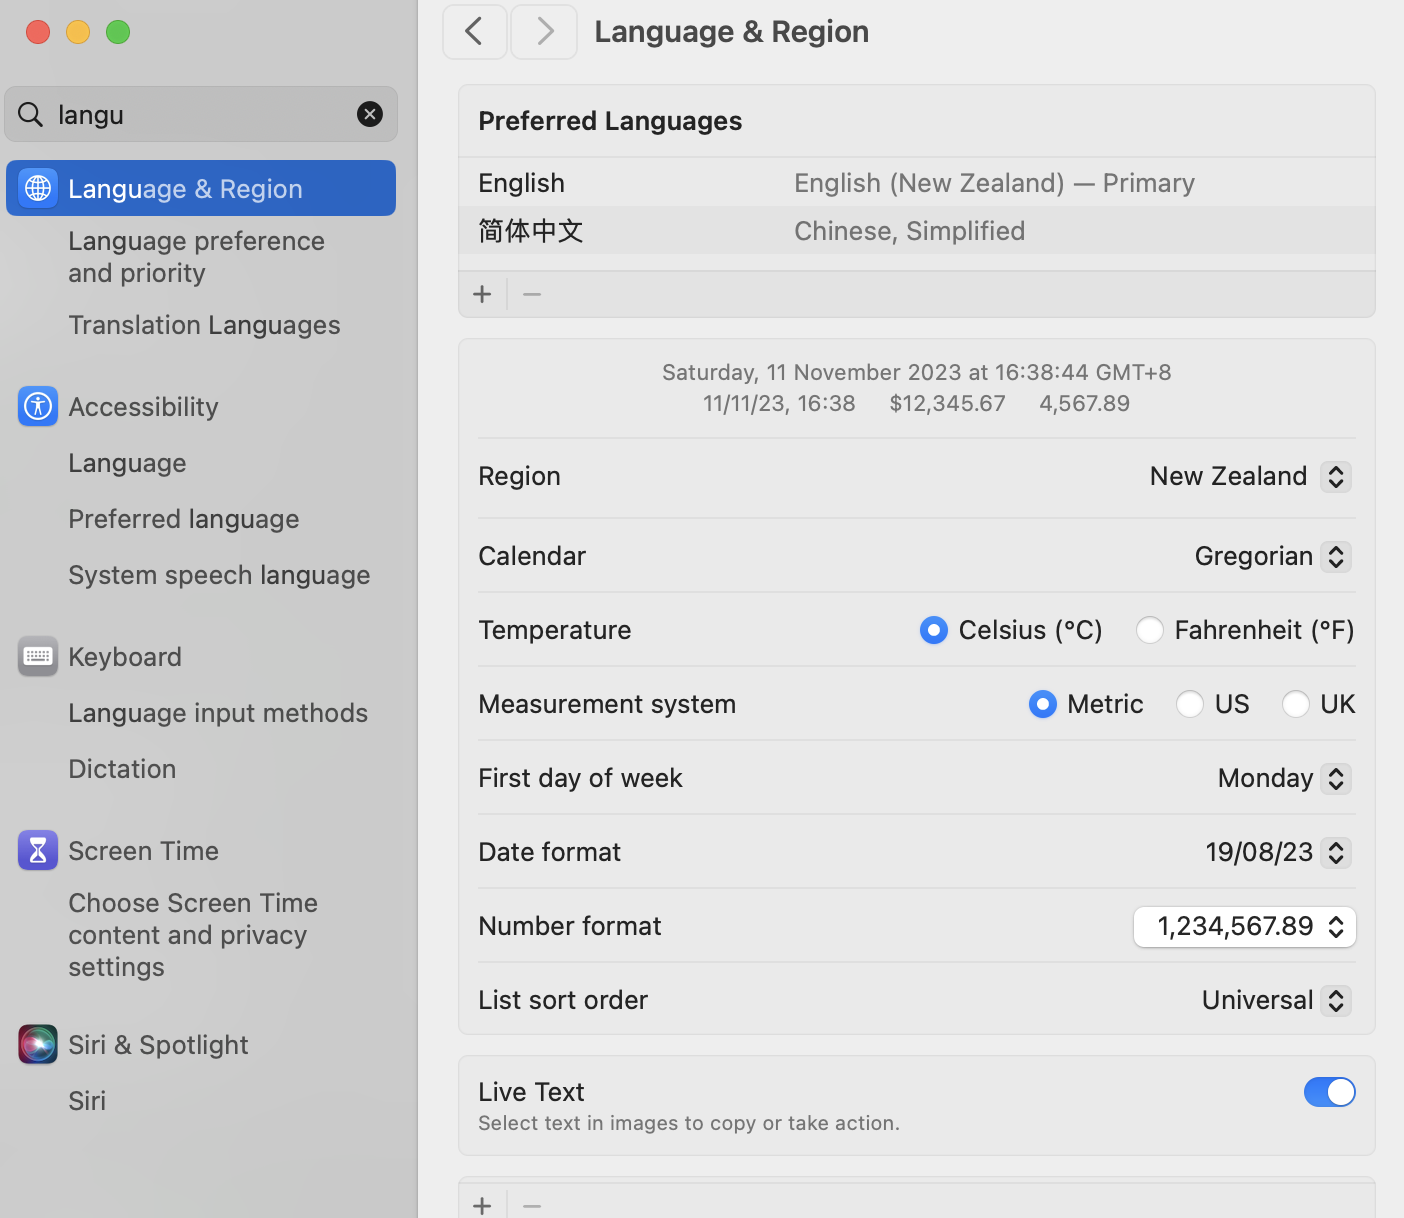 langu
Language & Region
Language preference
and priority
Translation Languages
Accessibility
Language
Preferred language
System speech language
Keyboard
Language input methods
Dictation
Screen Time
Choose Screen Time
content and privacy
settings
Siri & Spotlight
Siri
Language & Region
Preferred Languages
English English (New Zealand) — Primary
简体中文 Chinese, Simplified
Saturday, 11 November 2023 at 16:38:44 GMT+8
11/11/23, 16:38 $12,345.67 4,567.89
Region New Zealand
Calendar Gregorian
Temperature Celsius (°C) Fahrenheit (°F)
Measurement system Metric US UK
First day of week Monday
Date format 19/08/23
Number format 1,234,567.89
List sort order Universal
Live Text
Select text in images to copy or take action.